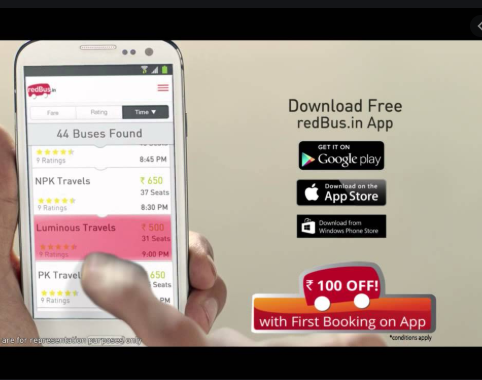 redBus.in
Fare Rating Time ▼
44 Buses Found
9 Ratings 8:45 PM
NPK Travels ₹ 650
37 Seats
9 Ratings 8:30 PM
Luminous Travels ₹ 500
31 Seats
9 Ratings 9:00 PM
PK Travel 650
Seats
9 Ratings PM
Download Free
redBus.in App
GET IT ON
Google play
Download on the
App Store
Download from
Windows Phone Store
₹ 100 OFF!
with First Booking on App
*conditions apply
are for representation purposes only